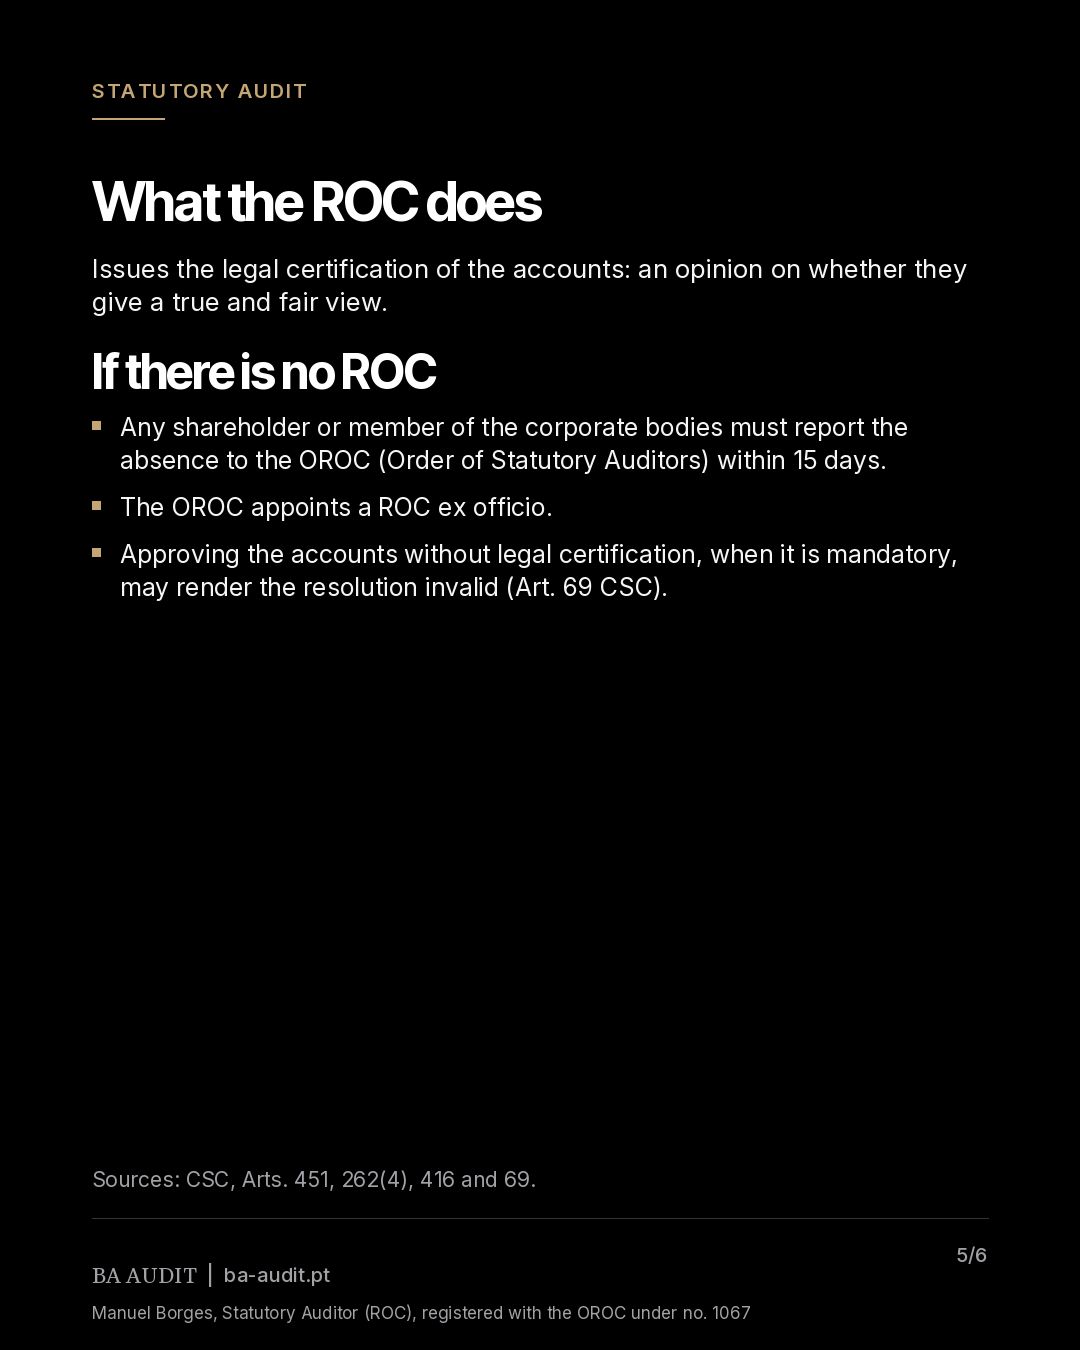 STATUTORY AUDIT
What the ROC does
Issues the legal certification of the accounts: an opinion on whether they
give a true and fair view.
If there is no ROC
Any shareholder or member of the corporate bodies must report the
absence to the OROC (Order of Statutory Auditors) within 15 days.
The OROC appoints a ROC ex officio.
Approving the accounts without legal certification, when it is mandatory,
may render the resolution invalid (Art. 69 CSC).
Sources: CSC, Arts. 451, 262(4), 416 and 69.
5/6
BA AUDIT | ba-audit.pt
Manuel Borges, Statutory Auditor (ROC), registered with the OROC under no. 1067